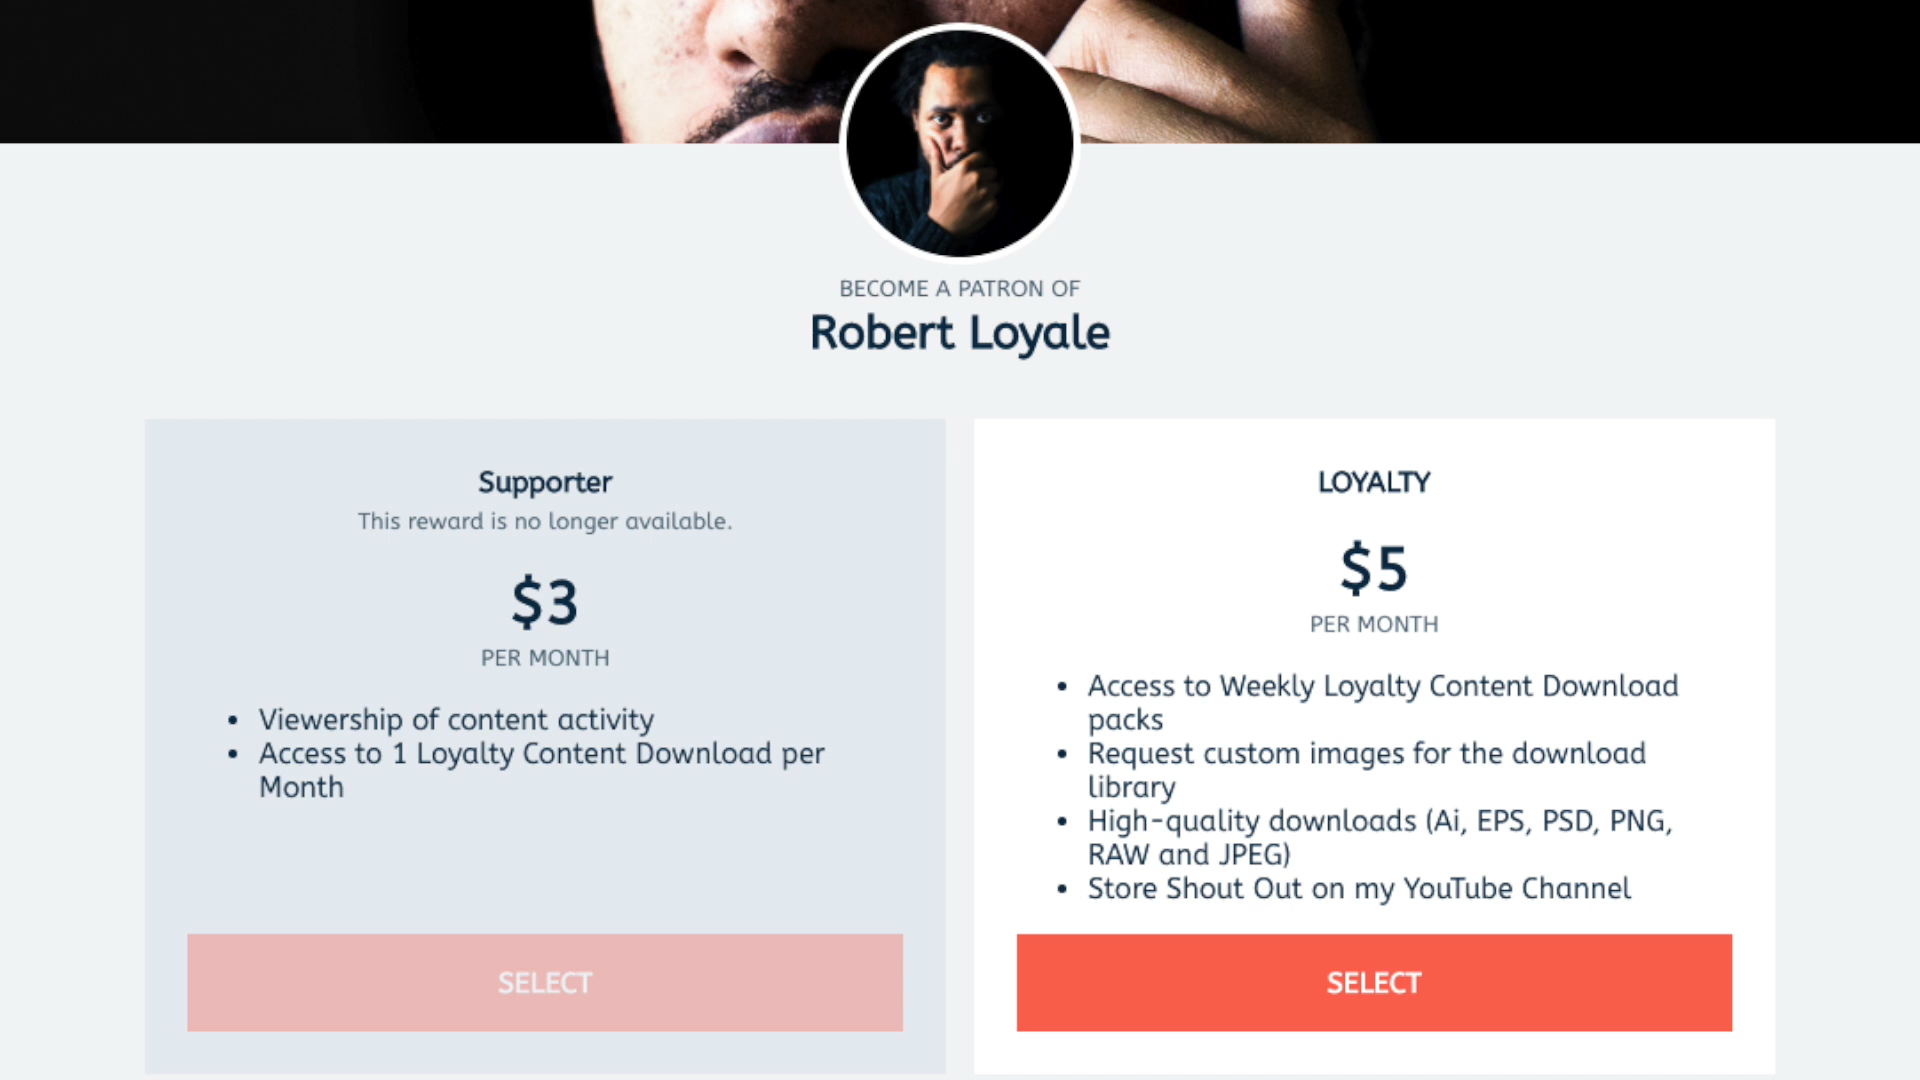 BECOME A PATRON OF
Robert Loyale
Supporter
This reward is no longer available.
$3
PER MONTH
• Viewership of content activity
• Access to 1 Loyalty Content Download per
Month
SELECT
LOYALTY
$5
PER MONTH
• Access to Weekly Loyalty Content Download
packs
• Request custom images for the download
library
• High-quality downloads (Ai, EPS, PSD, PNG,
RAW and JPEG)
• Store Shout Out on my YouTube Channel
SELECT